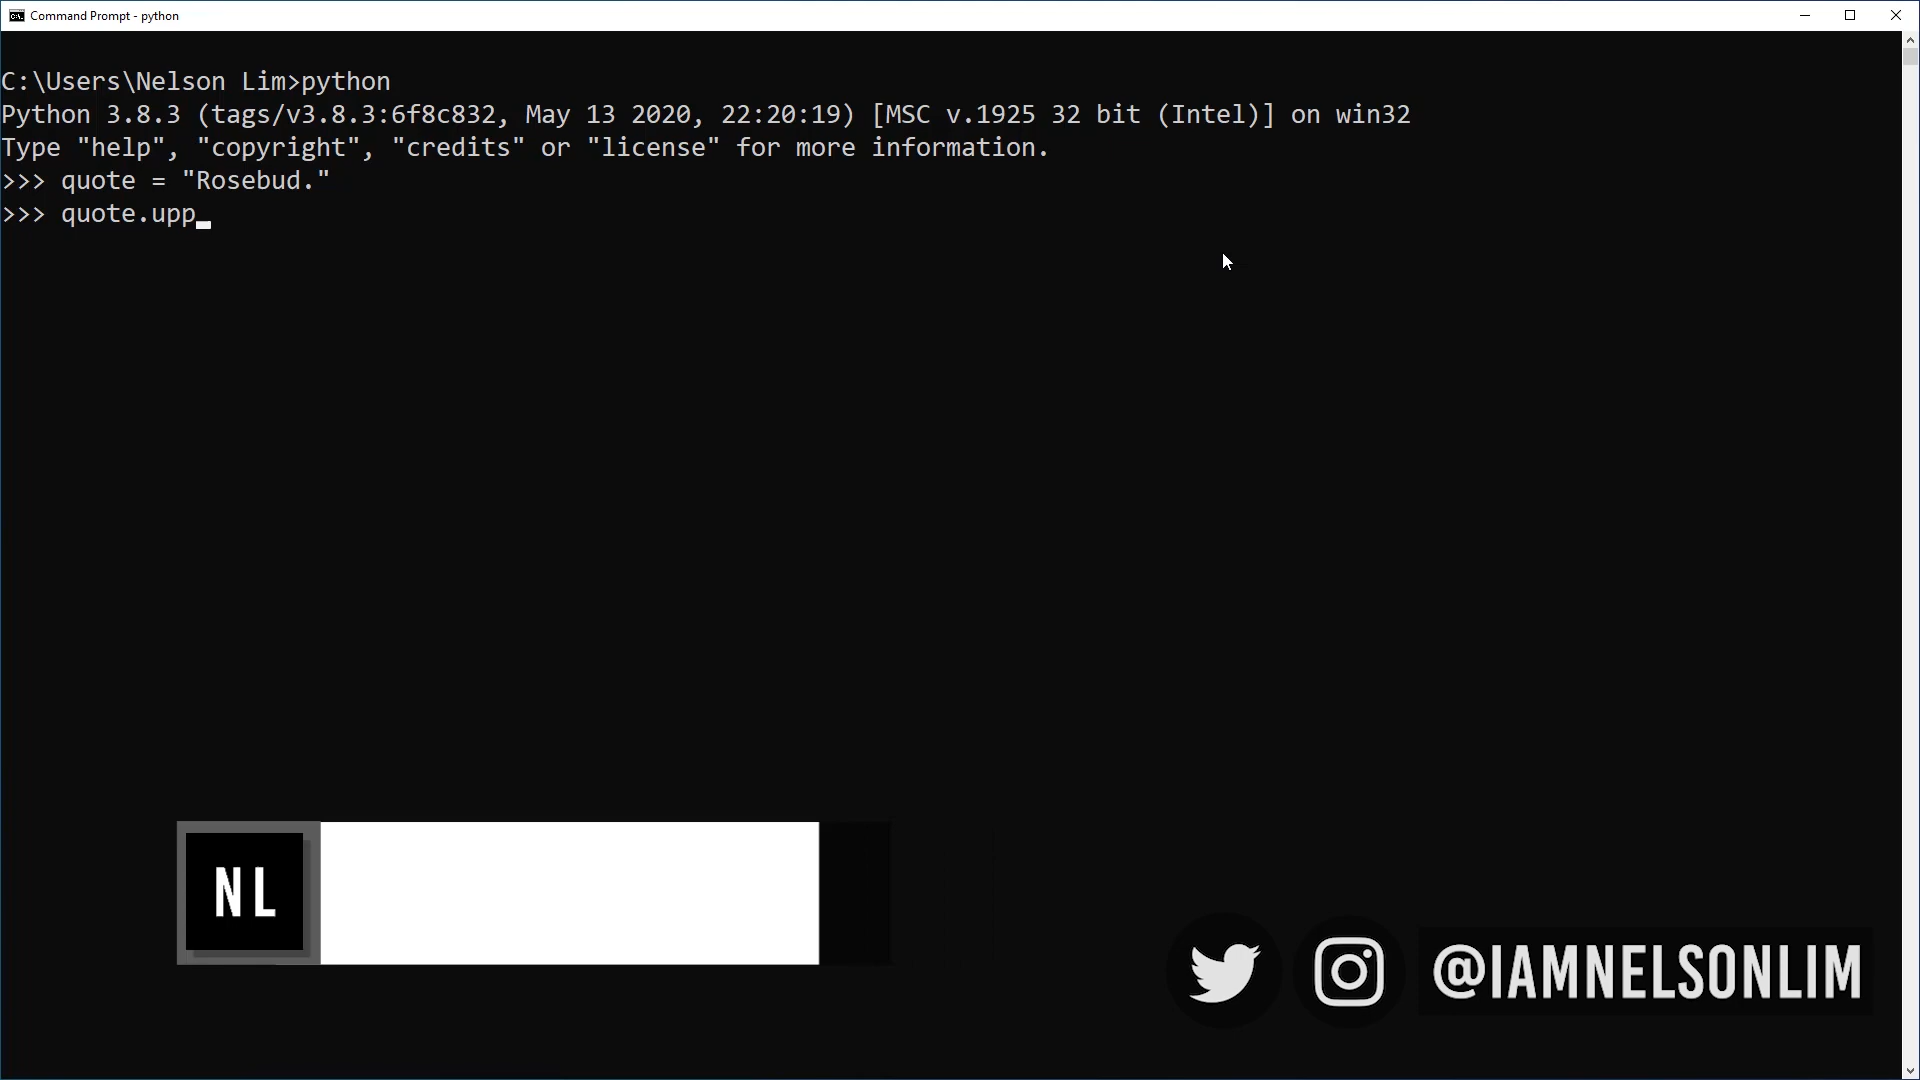 Command Prompt - python
C:\Users\Nelson Lim>python
Python 3.8.3 (tags/v3.8.3:6f8c832, May 13 2020, 22:20:19) [MSC v.1925 32 bit (Intel)] on win32
Type "help", "copyright", "credits" or "license" for more information.
>>> quote = "Rosebud."
>>> quote.upp_
NL
@IAMNELSONLIM